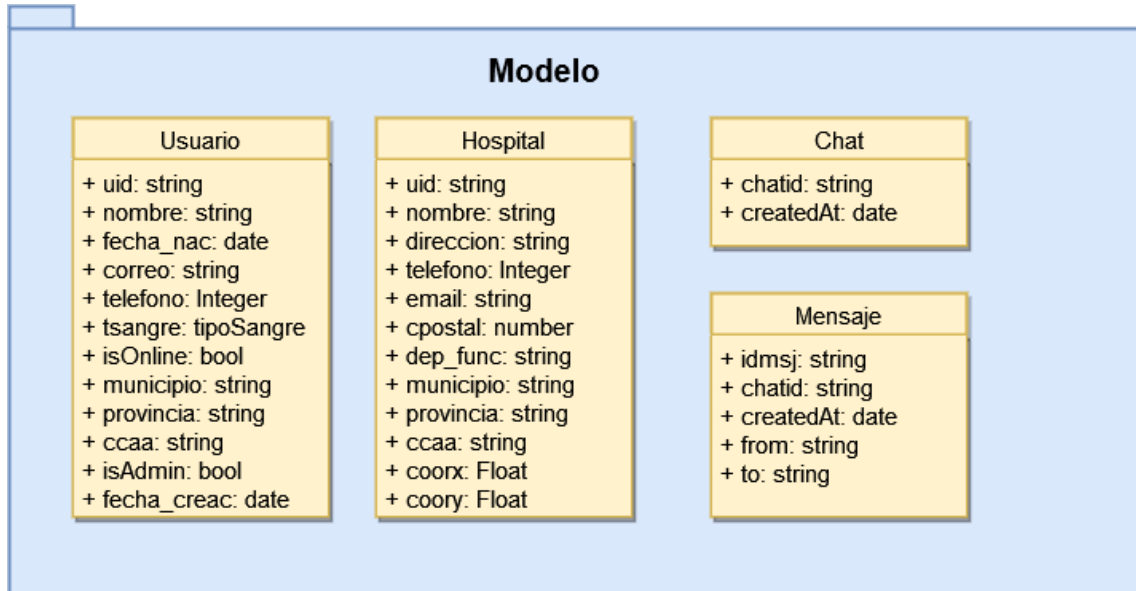 Modelo
Usuario
+ uid: string
+ nombre: string
+ fecha_nac: date
+ correo: string
+ telefono: Integer
+ tsangre: tipoSangre
+ isOnline: bool
+ municipio: string
+ provincia: string
+ ccaa: string
+ isAdmin: bool
+ fecha_creac: date
Hospital
+ uid: string
+ nombre: string
+ direccion: string
+ telefono: Integer
+ email: string
+ cpostal: number
+ dep_func: string
+ municipio: string
+ provincia: string
+ ccaa: string
+ coorx: Float
+ coory: Float
Chat
+ chatid: string
+ createdAt: date
Mensaje
+ idmsj: string
+ chatid: string
+ createdAt: date
+ from: string
+ to: string